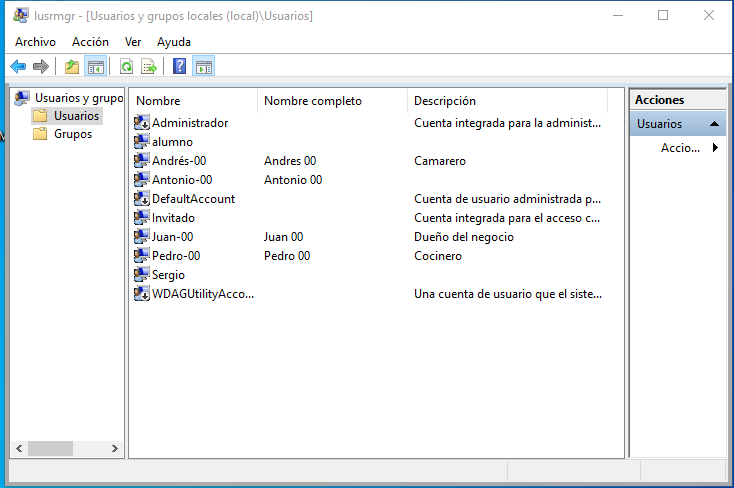 lusrmgr - [Usuarios y grupos locales (local)\Usuarios]
Archivo Acción Ver Ayuda
Usuarios y grupo
Usuarios
Grupos
Nombre Nombre completo Descripción
Administrador Cuenta integrada para la administ...
alumno
Andrés-00 Andres 00 Camarero
Antonio-00 Antonio 00
DefaultAccount Cuenta de usuario administrada p...
Invitado Cuenta integrada para el acceso c...
Juan-00 Juan 00 Dueño del negocio
Pedro-00 Pedro 00 Cocinero
Sergio
WDAGUtilityAcco... Una cuenta de usuario que el siste...
Acciones
Usuarios
Accio...